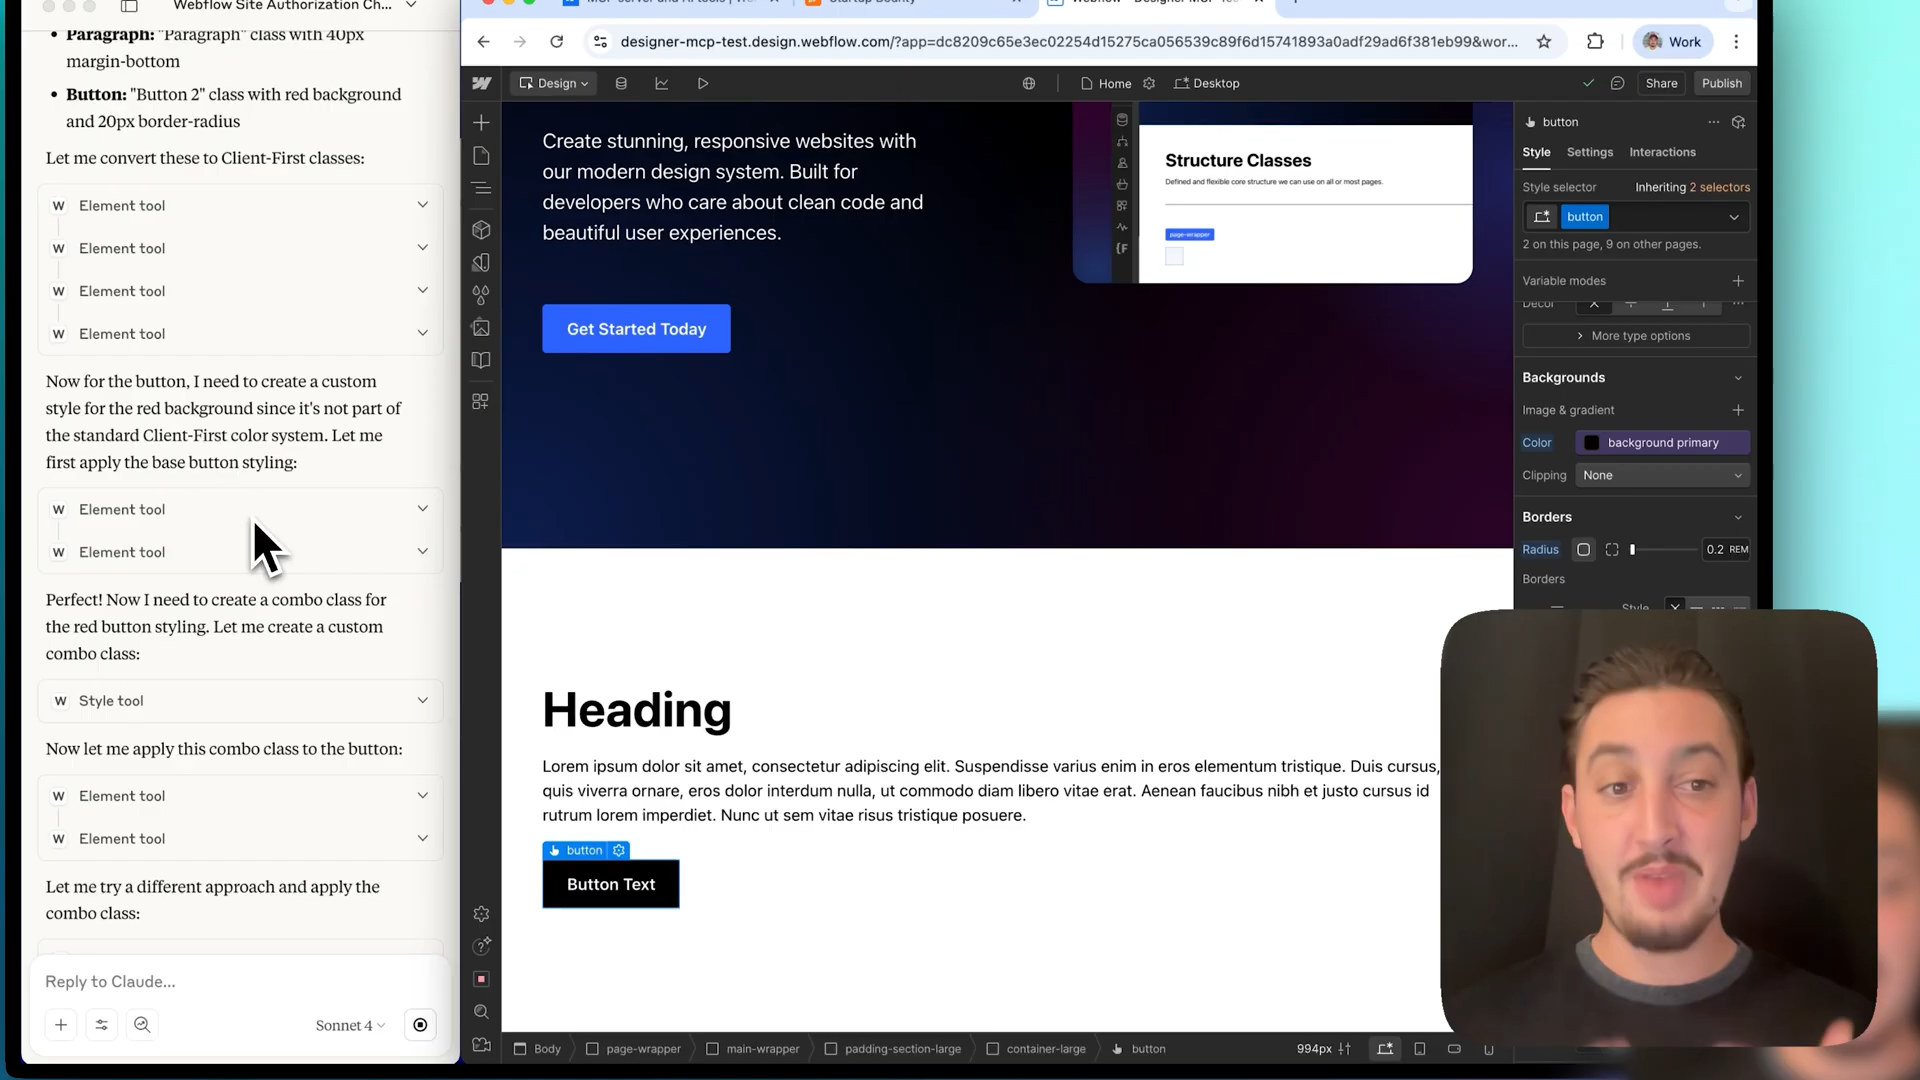 Webflow Site Authorization Ch...
Paragraph: "Paragraph" class with 40px
margin-bottom
Button: "Button 2" class with red background
and 20px border-radius
Let me convert these to Client-First classes:
Element tool
Element tool
Element tool
Element tool
Now for the button, I need to create a custom
style for the red background since it's not part of
the standard Client-First color system. Let me
first apply the base button styling:
Element tool
Element tool
Perfect! Now I need to create a combo class for
the red button styling. Let me create a custom
combo class:
Style tool
Now let me apply this combo class to the button:
Element tool
Element tool
Let me try a different approach and apply the
combo class:
Reply to Claude...
Sonnet 4
designer-mcp-test.design.webflow.com/?app=dc8209c65e3ec02254d15275ca056539c89f6d15741893a0adf29ad6f381eb99&wor...
Work
Design
Home
Desktop
Share
Publish
Create stunning, responsive websites with
our modern design system. Built for
developers who care about clean code and
beautiful user experiences.
Get Started Today
Structure Classes
Defined and flexible core structure we can use on all or most pages.
page-wrapper
Heading
Lorem ipsum dolor sit amet, consectetur adipiscing elit. Suspendisse varius enim in eros elementum tristique. Duis cursus,
quis viverra ornare, eros dolor interdum nulla, ut commodo diam libero vitae erat. Aenean faucibus nibh et justo cursus id
rutrum lorem imperdiet. Nunc ut sem vitae risus tristique posuere.
button
Button Text
Body
page-wrapper
main-wrapper
padding-section-large
container-large
button
994px
button
Style
Settings
Interactions
Style selector
Inheriting 2 selectors
button
2 on this page, 9 on other pages.
Variable modes
Decor
More type options
Backgrounds
Image & gradient
Color
background primary
Clipping
None
Borders
Radius
0.2 REM
Borders
Style